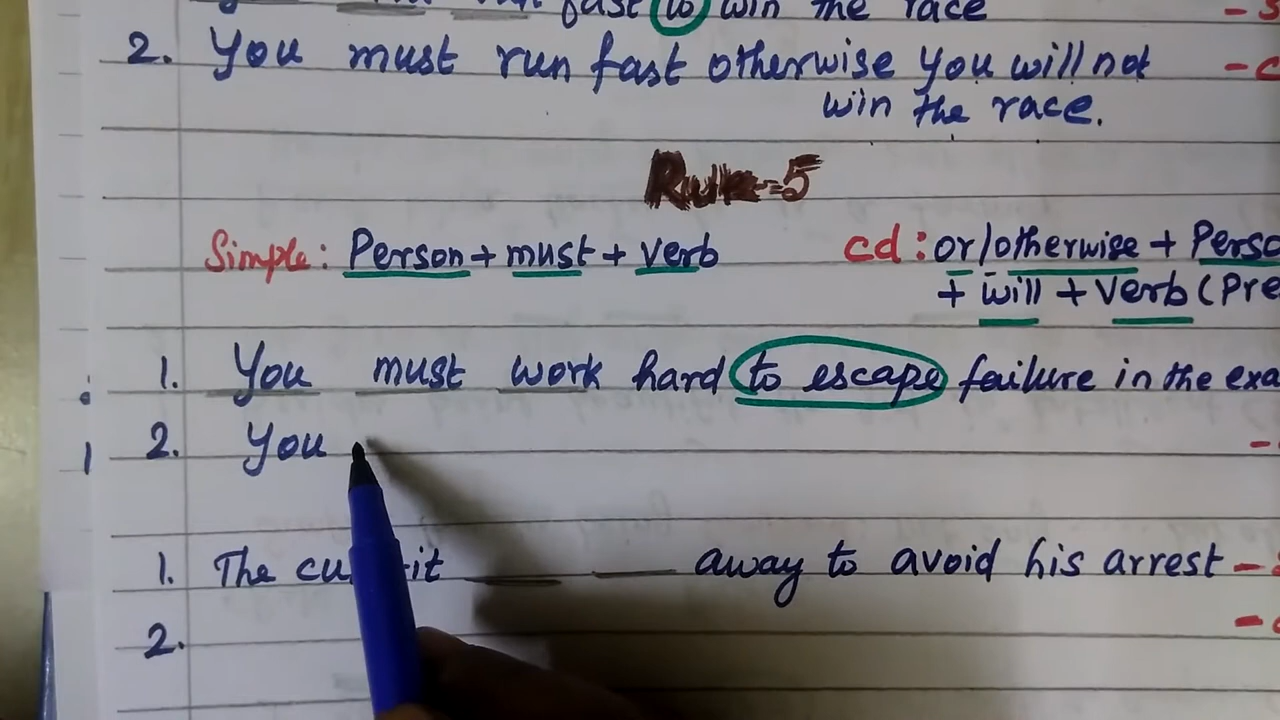 fast to win the race - S
2. You must run fast otherwise you will not - C
win the race.
Rule-5
Simple: Person + must + verb cd: or/otherwise + Perso
+ will + verb (Pre
1. You must work hard to escape failure in the exa
2. You -
1. The it away to avoid his arrest -
2. -